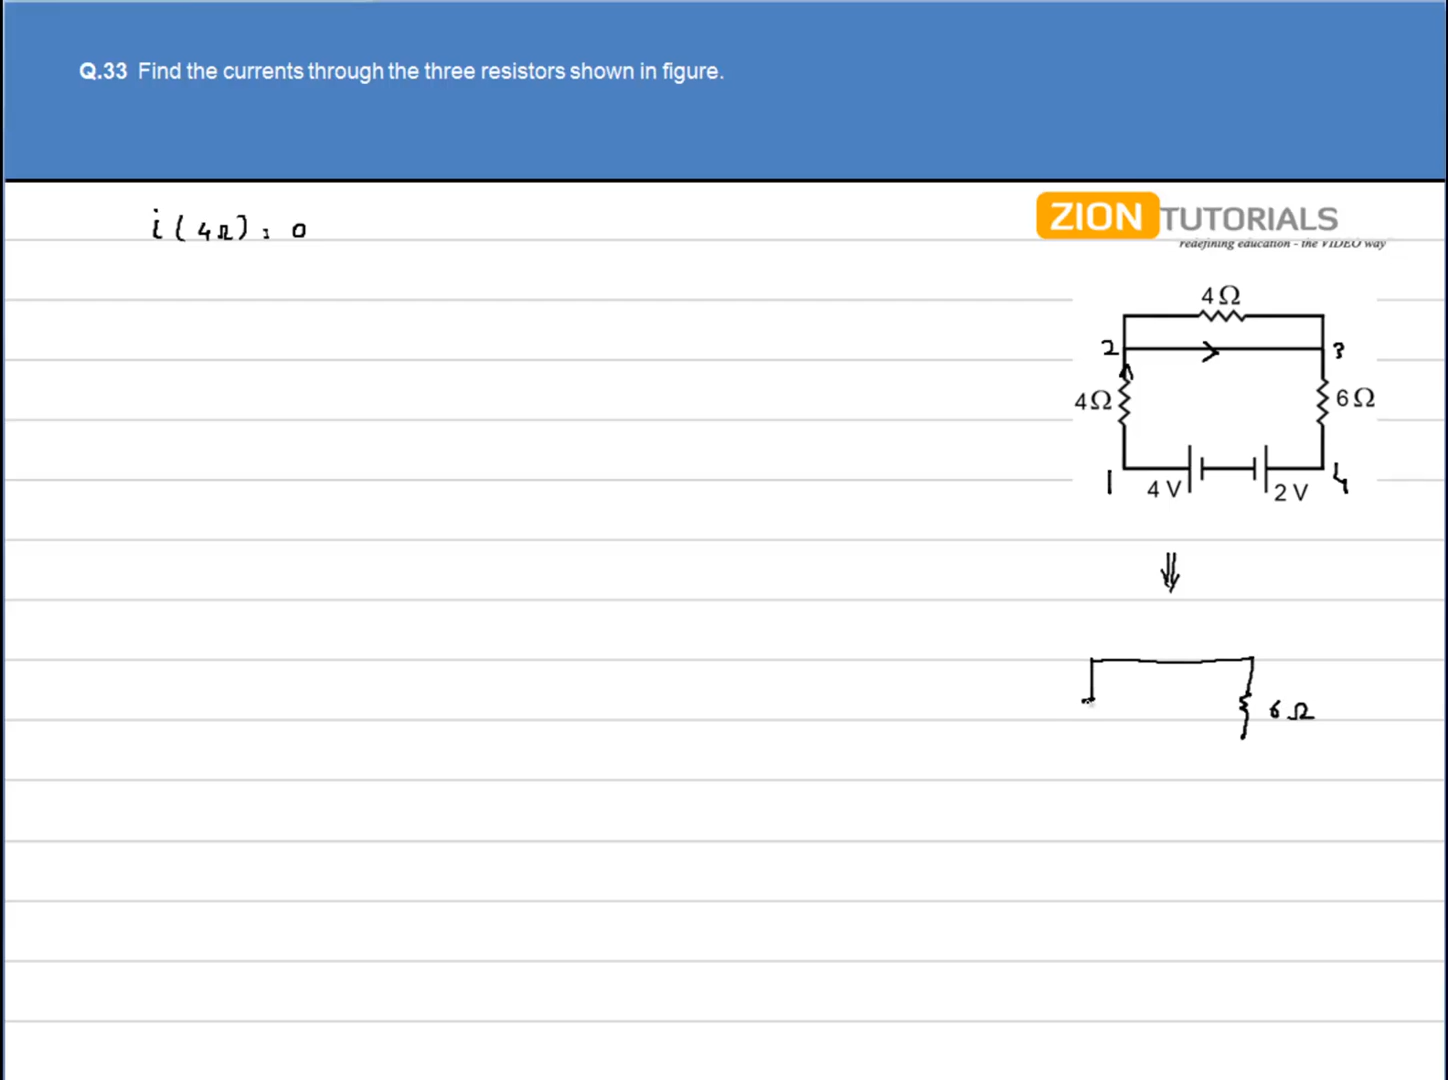 Q.33 Find the currents through the three resistors shown in figure.
i(4Ω): 0
ZION TUTORIALS
redefining education - the VIDEO way
4Ω
2
3
4Ω
6Ω
1
4 V
2 V
4
6Ω